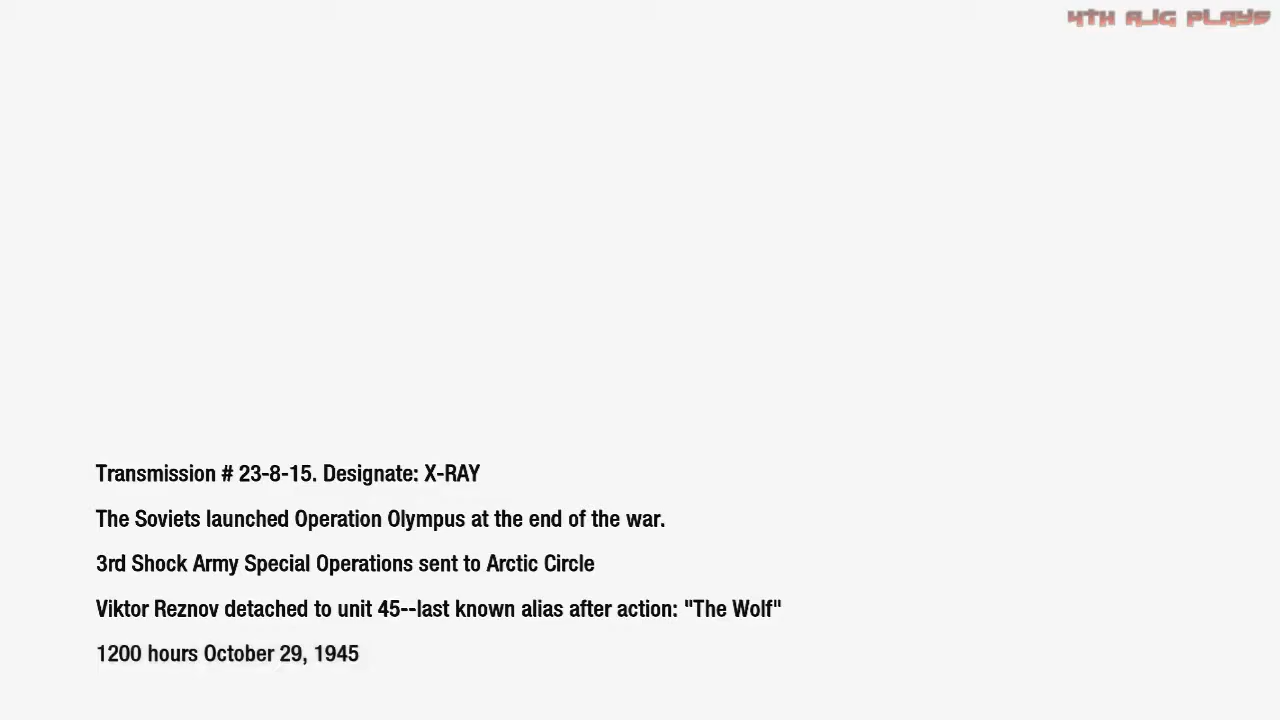 4TH AJG PLAYS
Transmission # 23-8-15. Designate: X-RAY
The Soviets launched Operation Olympus at the end of the war.
3rd Shock Army Special Operations sent to Arctic Circle
Viktor Reznov detached to unit 45--last known alias after action: "The Wolf"
1200 hours October 29, 1945